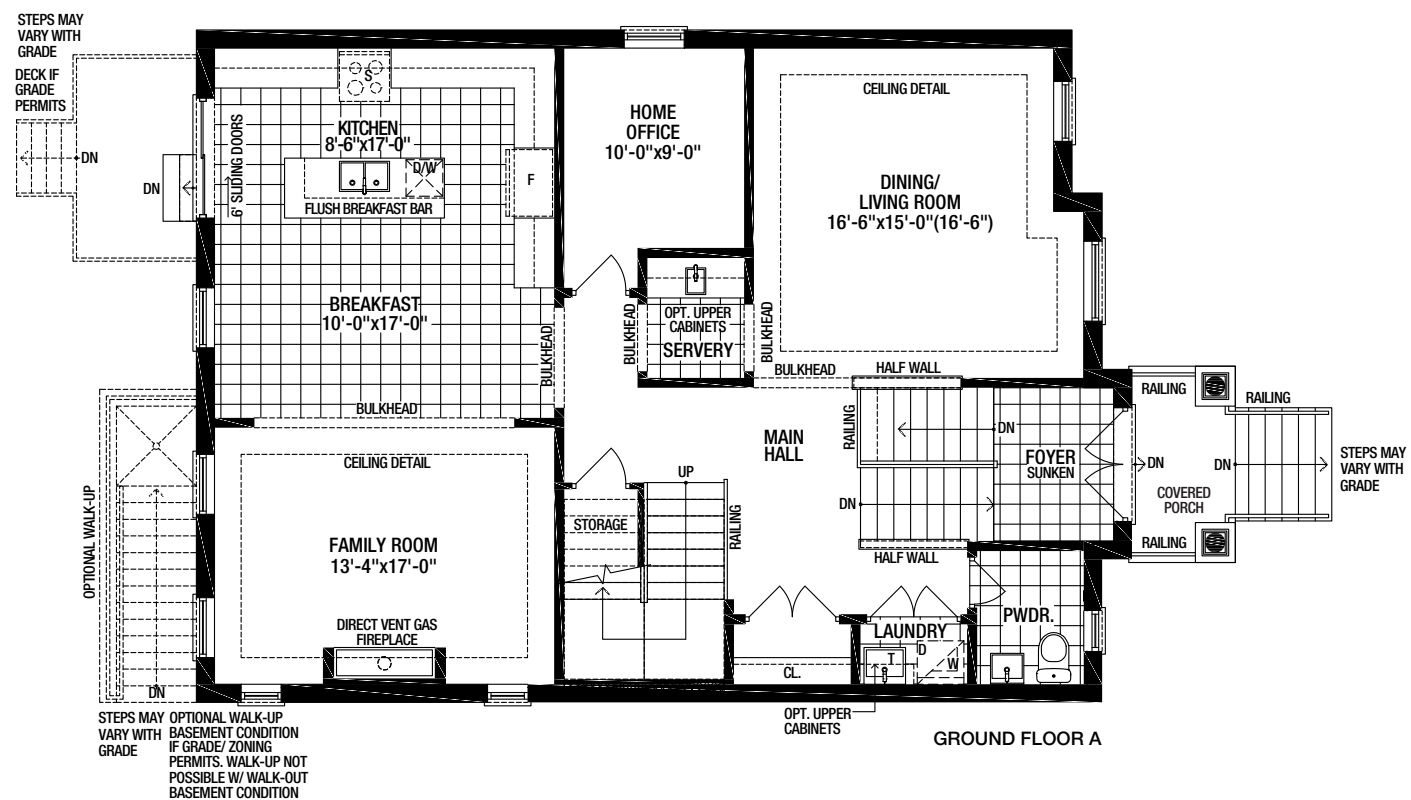 STEPS MAY
VARY WITH
GRADE
DECK IF
GRADE
PERMITS
DN
DN
6' SLIDING DOORS
S
KITCHEN
8'-6"x17'-0"
D/W
FLUSH BREAKFAST BAR
F
BREAKFAST
10'-0"x17'-0"
BULKHEAD
BULKHEAD
HOME
OFFICE
10'-0"x9'-0"
CEILING DETAIL
DINING/
LIVING ROOM
16'-6"x15'-0"(16'-6")
BULKHEAD
OPT. UPPER
CABINETS
SERVERY
BULKHEAD
BULKHEAD
HALF WALL
RAILING
DN
MAIN
HALL
DN
FOYER
SUNKEN
HALF WALL
RAILING
RAILING
DN
DN
COVERED
PORCH
RAILING
STEPS MAY
VARY WITH
GRADE
CEILING DETAIL
FAMILY ROOM
13'-4"x17'-0"
DIRECT VENT GAS
FIREPLACE
OPTIONAL WALK-UP
DN
STORAGE
UP
RAILING
CL.
LAUNDRY
T
D
W
PWDR.
OPT. UPPER
CABINETS
STEPS MAY
VARY WITH
GRADE
OPTIONAL WALK-UP
BASEMENT CONDITION
IF GRADE/ ZONING
PERMITS. WALK-UP NOT
POSSIBLE W/ WALK-OUT
BASEMENT CONDITION
GROUND FLOOR A